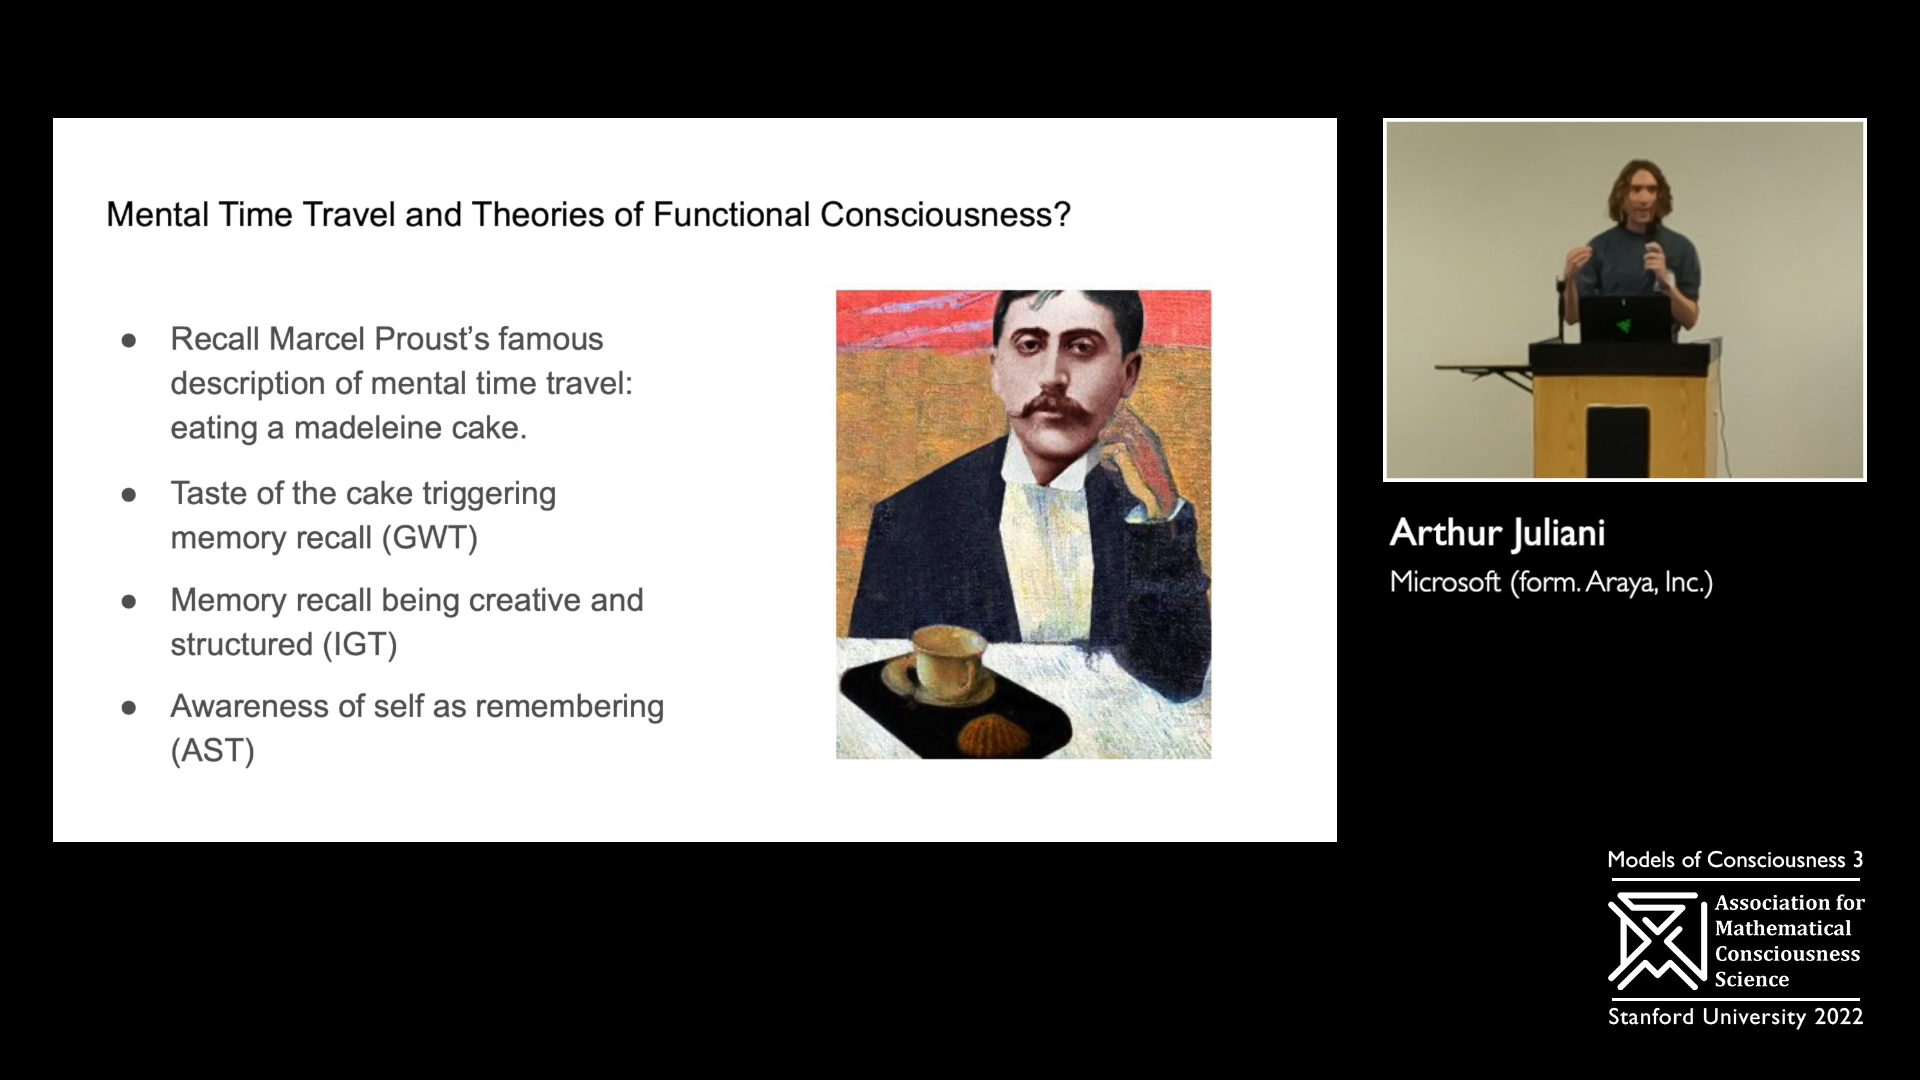 Mental Time Travel and Theories of Functional Consciousness?
● Recall Marcel Proust’s famous
description of mental time travel:
eating a madeleine cake.
● Taste of the cake triggering
memory recall (GWT)
● Memory recall being creative and
structured (IGT)
● Awareness of self as remembering
(AST)
Arthur Juliani
Microsoft (form. Araya, Inc.)
Models of Consciousness 3
Association for
Mathematical
Consciousness
Science
Stanford University 2022